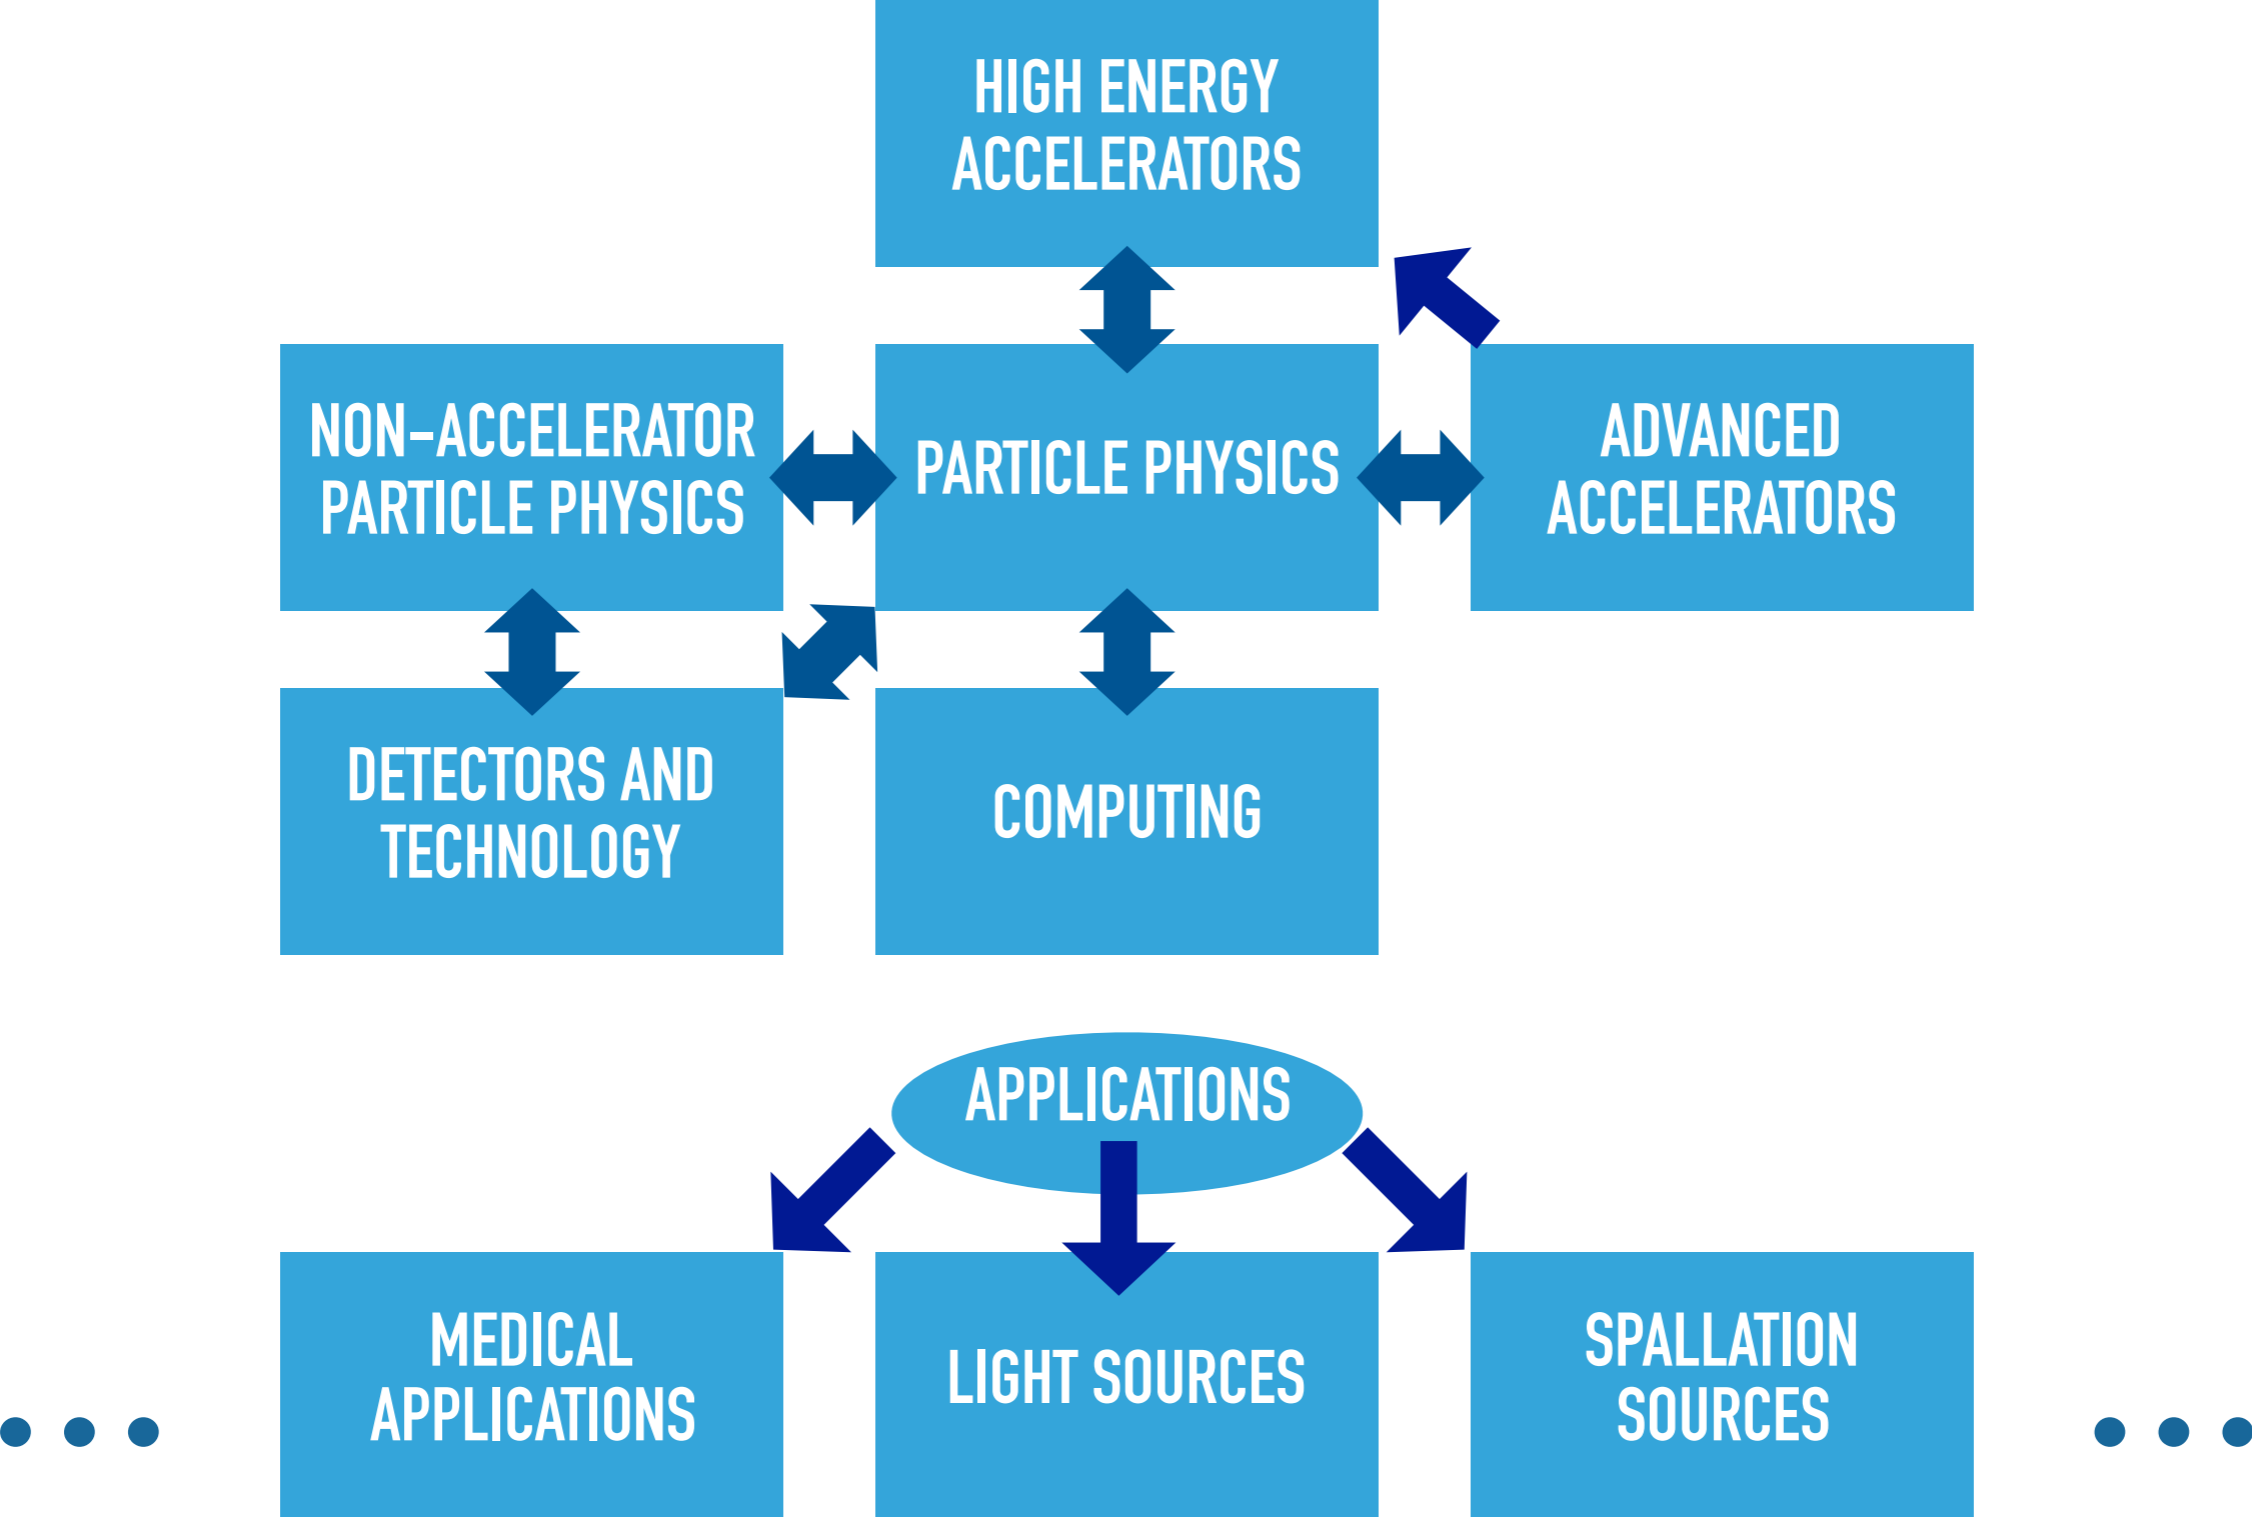 HIGH ENERGY
ACCELERATORS
NON-ACCELERATOR
PARTICLE PHYSICS
PARTICLE PHYSICS
ADVANCED
ACCELERATORS
DETECTORS AND
TECHNOLOGY
COMPUTING
APPLICATIONS
MEDICAL
APPLICATIONS
LIGHT SOURCES
SPALLATION
SOURCES